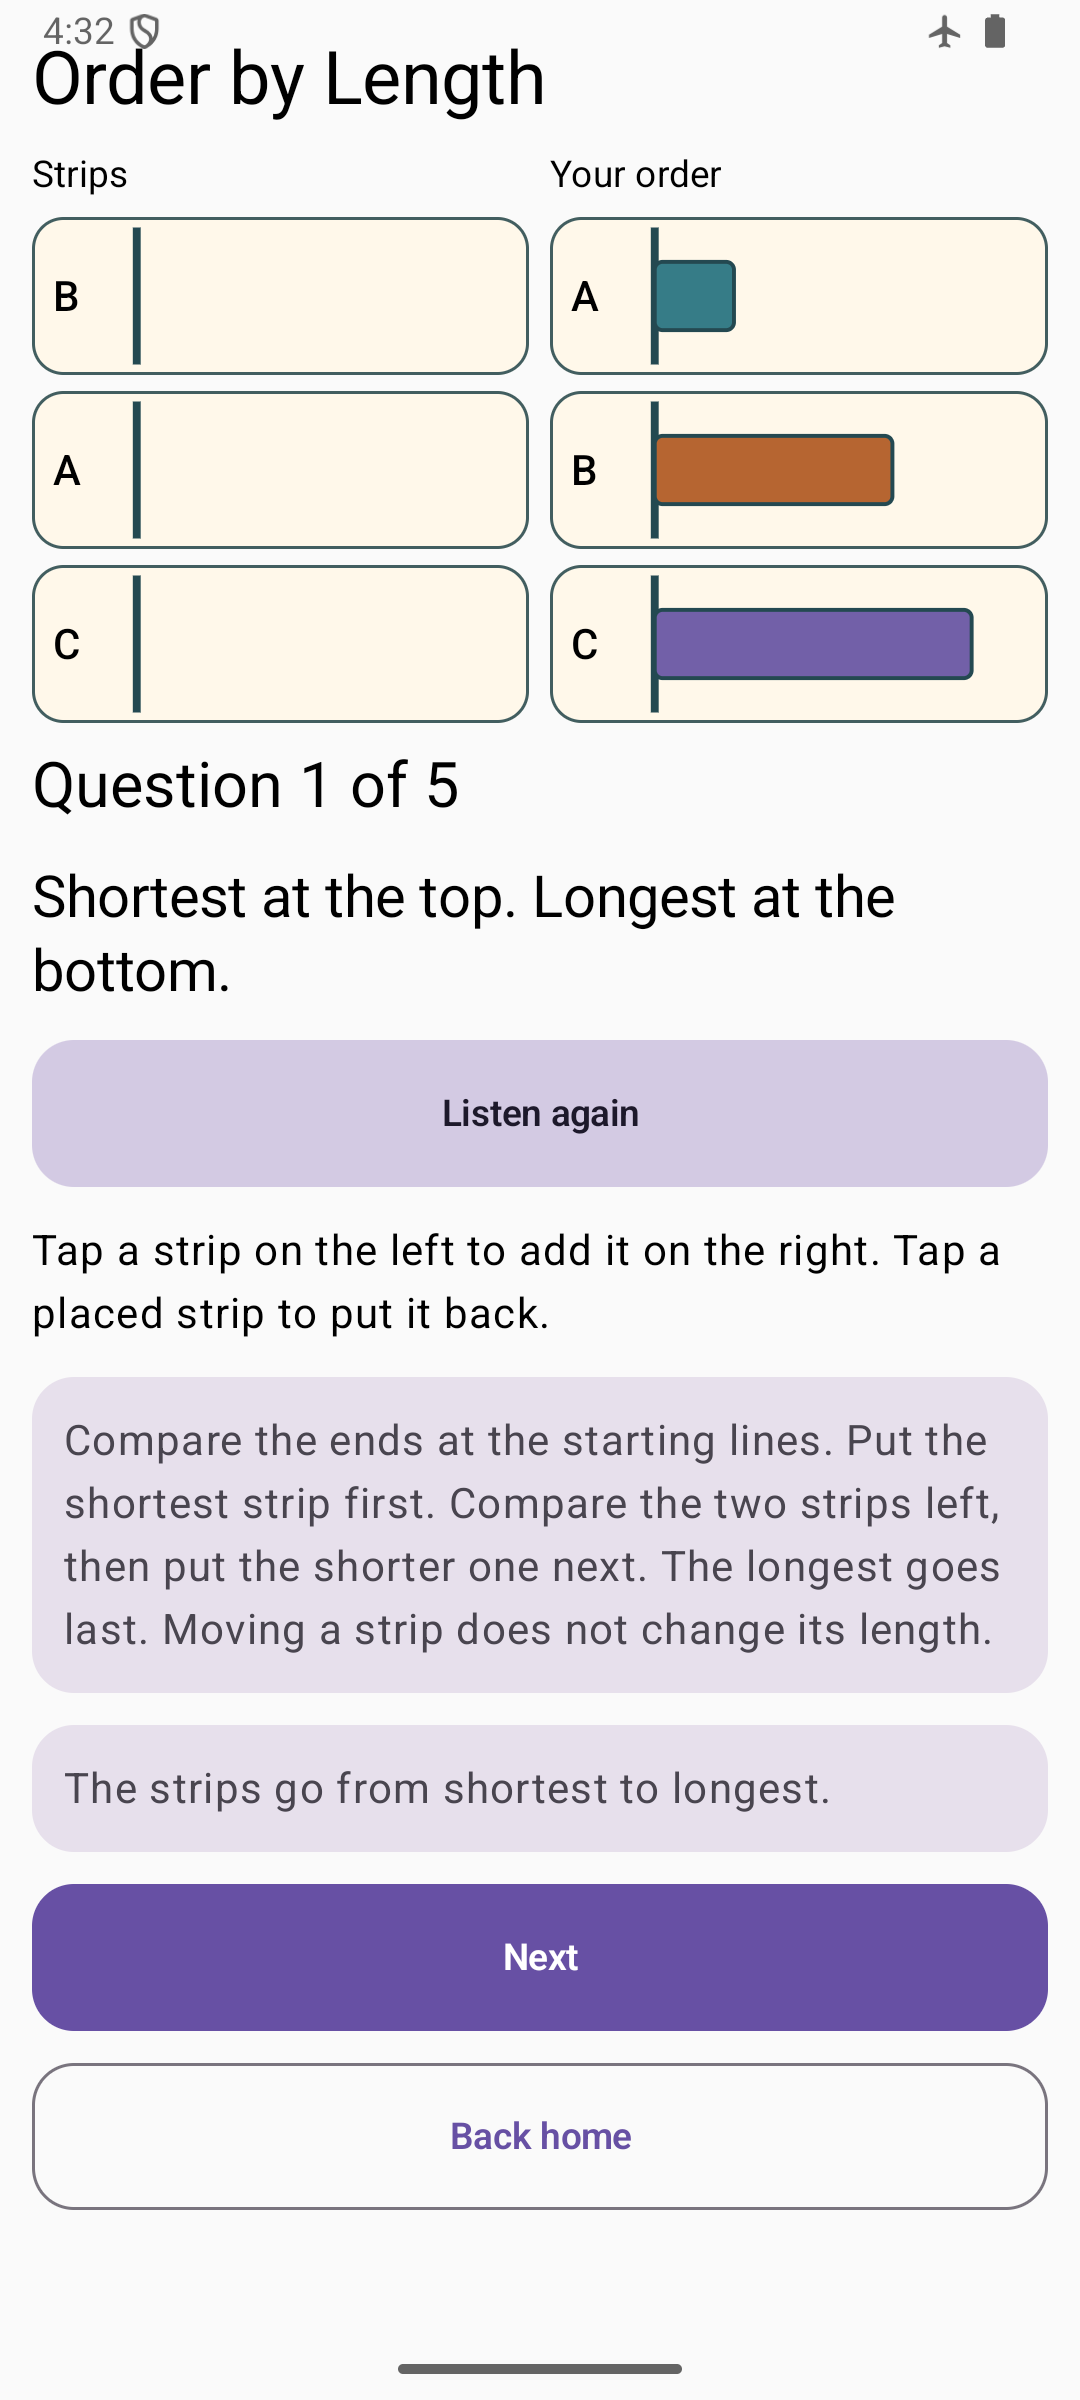 4:32
Order by Length
Strips
Your order
B
A
A
B
C
C
Question 1 of 5
Shortest at the top. Longest at the
bottom.
Listen again
Tap a strip on the left to add it on the right. Tap a
placed strip to put it back.
Compare the ends at the starting lines. Put the
shortest strip first. Compare the two strips left,
then put the shorter one next. The longest goes
last. Moving a strip does not change its length.
The strips go from shortest to longest.
Next
Back home